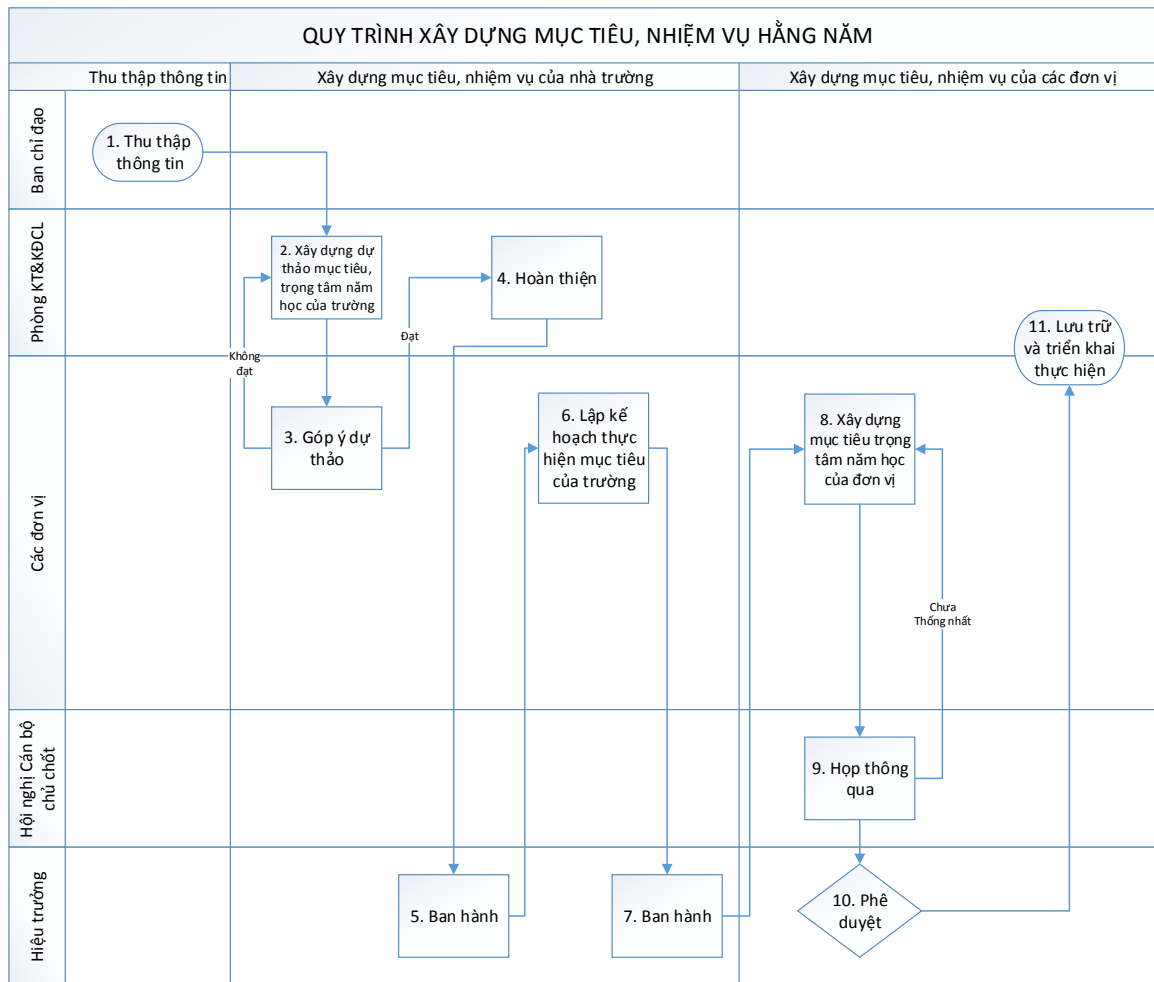 QUY TRÌNH XÂY DỰNG MỤC TIÊU, NHIỆM VỤ HẰNG NĂM
Thu thập thông tin
Xây dựng mục tiêu, nhiệm vụ của nhà trường
Xây dựng mục tiêu, nhiệm vụ của các đơn vị
Ban chỉ đạo
1. Thu thập
thông tin
Phòng KT&KĐCL
2. Xây dựng dự
thảo mục tiêu,
trọng tâm năm
học của trường
4. Hoàn thiện
Đạt
Không
đạt
11. Lưu trữ
và triển khai
thực hiện
Các đơn vị
3. Góp ý dự
thảo
6. Lập kế
hoạch thực
hiện mục tiêu
của trường
8. Xây dựng
mục tiêu trọng
tâm năm học
của đơn vị
Chưa
Thống nhất
Hội nghị Cán bộ
chủ chốt
9. Họp thông
qua
Hiệu trưởng
5. Ban hành
7. Ban hành
10. Phê
duyệt